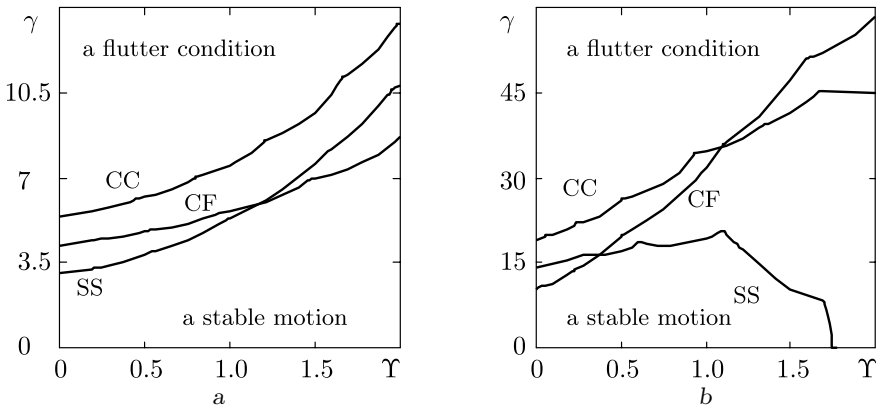 γ
a flutter condition
10.5
7
CC
CF
3.5
SS
a stable motion
0
0 0.5 1.0 1.5 ϒ
a
γ
a flutter condition
45
30
CC
CF
15
SS
a stable motion
0
0 0.5 1.0 1.5 ϒ
b